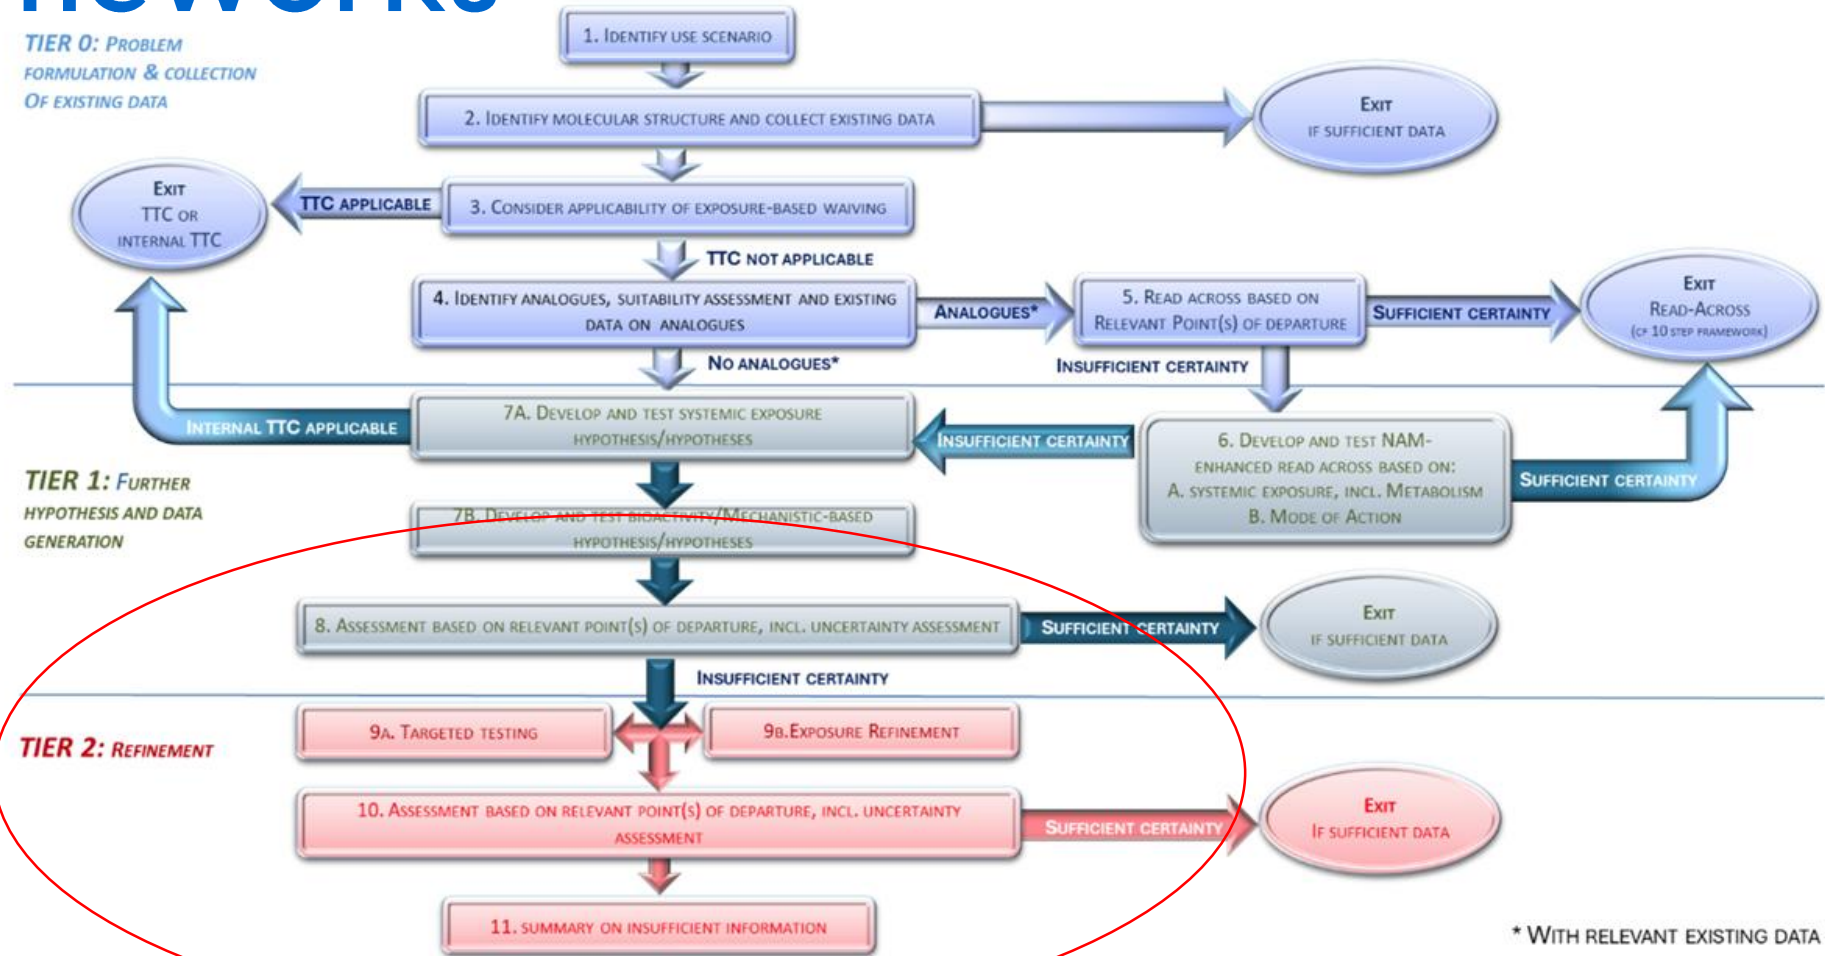 TIER 0: PROBLEM
FORMULATION & COLLECTION
OF EXISTING DATA
1. IDENTIFY USE SCENARIO
2. IDENTIFY MOLECULAR STRUCTURE AND COLLECT EXISTING DATA
EXIT
IF SUFFICIENT DATA
EXIT
TTC OR
INTERNAL TTC
TTC APPLICABLE
3. CONSIDER APPLICABILITY OF EXPOSURE-BASED WAIVING
TTC NOT APPLICABLE
4. IDENTIFY ANALOGUES, SUITABILITY ASSESSMENT AND EXISTING
DATA ON ANALOGUES
ANALOGUES*
5. READ ACROSS BASED ON
RELEVANT POINT(S) OF DEPARTURE
SUFFICIENT CERTAINTY
EXIT
READ-ACROSS
(CF 10 STEP FRAMEWORK)
NO ANALOGUES*
INSUFFICIENT CERTAINTY
TIER 1: FURTHER
HYPOTHESIS AND DATA
GENERATION
INTERNAL TTC APPLICABLE
7A. DEVELOP AND TEST SYSTEMIC EXPOSURE
HYPOTHESIS/HYPOTHESES
INSUFFICIENT CERTAINTY
6. DEVELOP AND TEST NAM-
ENHANCED READ ACROSS BASED ON:
A. SYSTEMIC EXPOSURE, INCL. METABOLISM
B. MODE OF ACTION
SUFFICIENT CERTAINTY
7B. DEVELOP AND TEST BIOACTIVITY/MECHANISTIC-BASED
HYPOTHESIS/HYPOTHESES
8. ASSESSMENT BASED ON RELEVANT POINT(S) OF DEPARTURE, INCL. UNCERTAINTY ASSESSMENT
SUFFICIENT CERTAINTY
EXIT
IF SUFFICIENT DATA
INSUFFICIENT CERTAINTY
TIER 2: REFINEMENT
9A. TARGETED TESTING
9B.EXPOSURE REFINEMENT
10. ASSESSMENT BASED ON RELEVANT POINT(S) OF DEPARTURE, INCL. UNCERTAINTY
ASSESSMENT
SUFFICIENT CERTAINTY
EXIT
IF SUFFICIENT DATA
11. SUMMARY ON INSUFFICIENT INFORMATION
* WITH RELEVANT EXISTING DATA